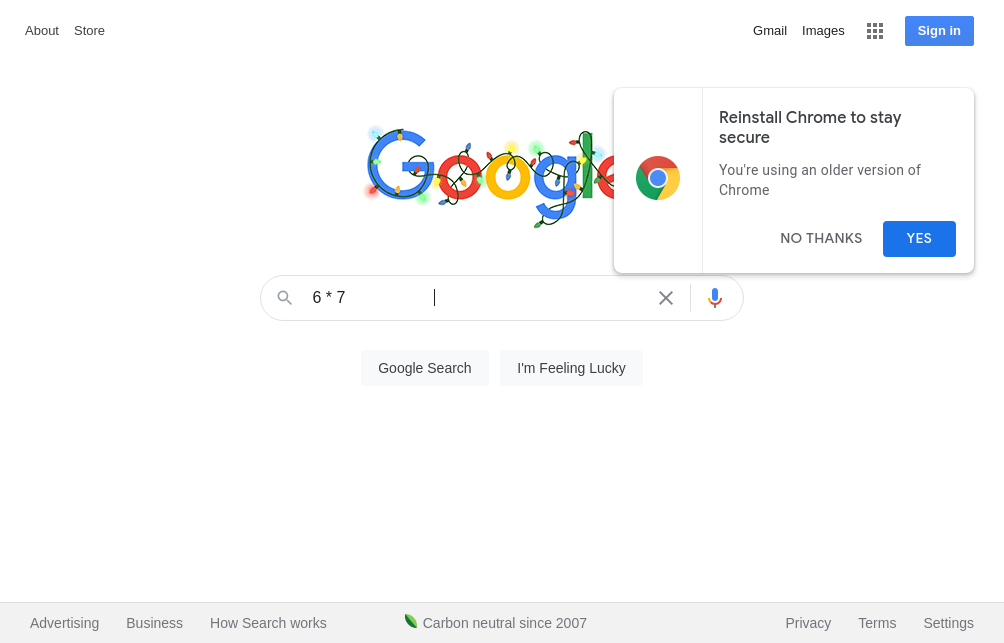 About Store
Gmail Images Sign in
Google
Reinstall Chrome to stay
secure
You're using an older version of
Chrome
NO THANKS YES
6 * 7
Google Search I'm Feeling Lucky
Advertising Business How Search works Carbon neutral since 2007 Privacy Terms Settings